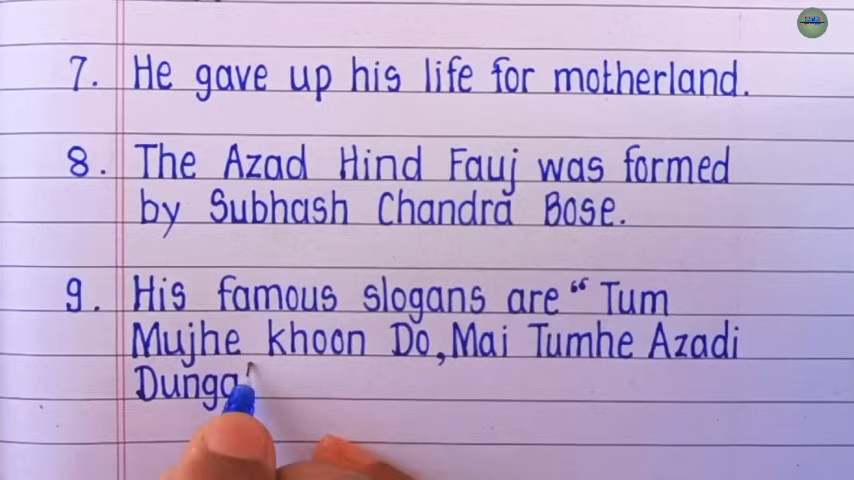 7. He gave up his life for motherland.
8. The Azad Hind Fauj was formed
by Subhash Chandra Bose.
9. His famous slogans are “ Tum
Mujhe khoon Do, Mai Tumhe Azadi
Dunga